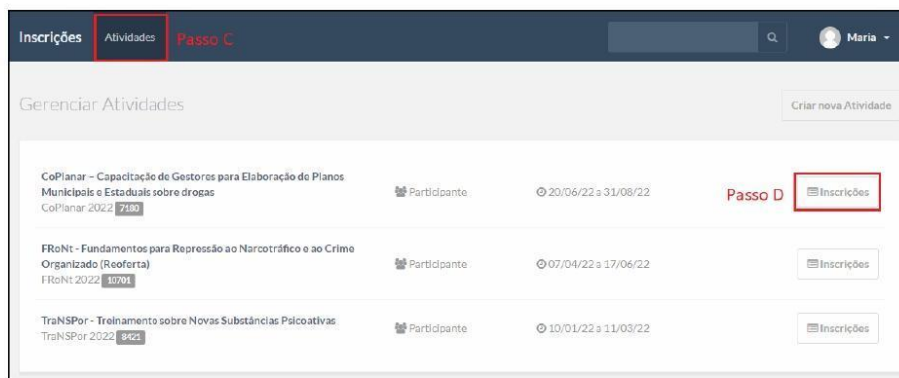 Inscrições Atividades Passo C Maria
Gerenciar Atividades Criar nova Atividade
CoPlanar – Capacitação de Gestores para Elaboração de Planos
Municipais e Estaduais sobre drogas Participante 20/06/22 a 31/08/22 Passo D Inscrições
CoPlanar 2022 7180
FRoNt - Fundamentos para Repressão ao Narcotráfico e ao Crime
Organizado (Reoferta) Participante 07/04/22 a 17/06/22 Inscrições
FRoNt 2022 10701
TraNSPor - Treinamento sobre Novas Substâncias Psicoativas Participante 10/01/22 a 11/03/22 Inscrições
TraNSPor 2022 8421